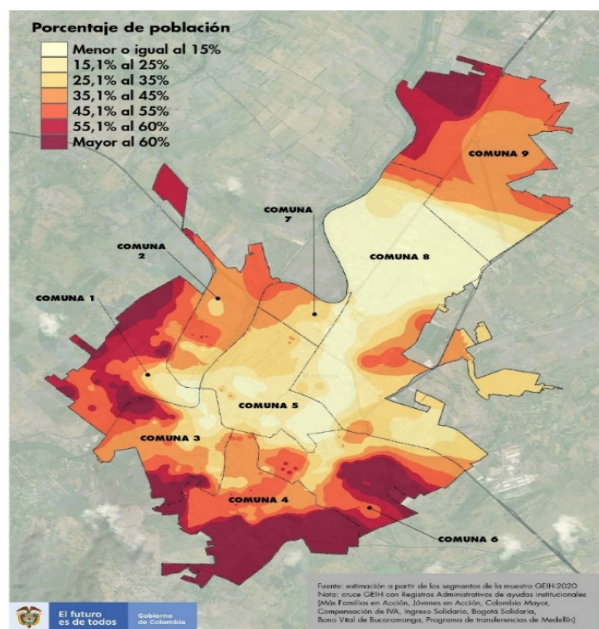 Porcentaje de población
Menor o igual al 15%
15,1% al 25%
25,1% al 35%
35,1% al 45%
45,1% al 55%
55,1% al 60%
Mayor al 60%
COMUNA 9
COMUNA
7
COMUNA
2
COMUNA 8
COMUNA 1
COMUNA 5
COMUNA 3
COMUNA 4
COMUNA 6
Fuente: estimación a partir de los segmentos de la muestra GEIH-2020
Nota: cruce GEIH con Registros Administrativos de ayudas institucionales
(Más Familias en Acción, Jóvenes en Acción, Colombia Mayor,
Compensación de IVA, Ingreso Solidario, Bogotá Solidaria,
Bono Vital de Bucaramanga, Programa de transferencias de Medellín)
El futuro
es de todos
Gobierno
de Colombia